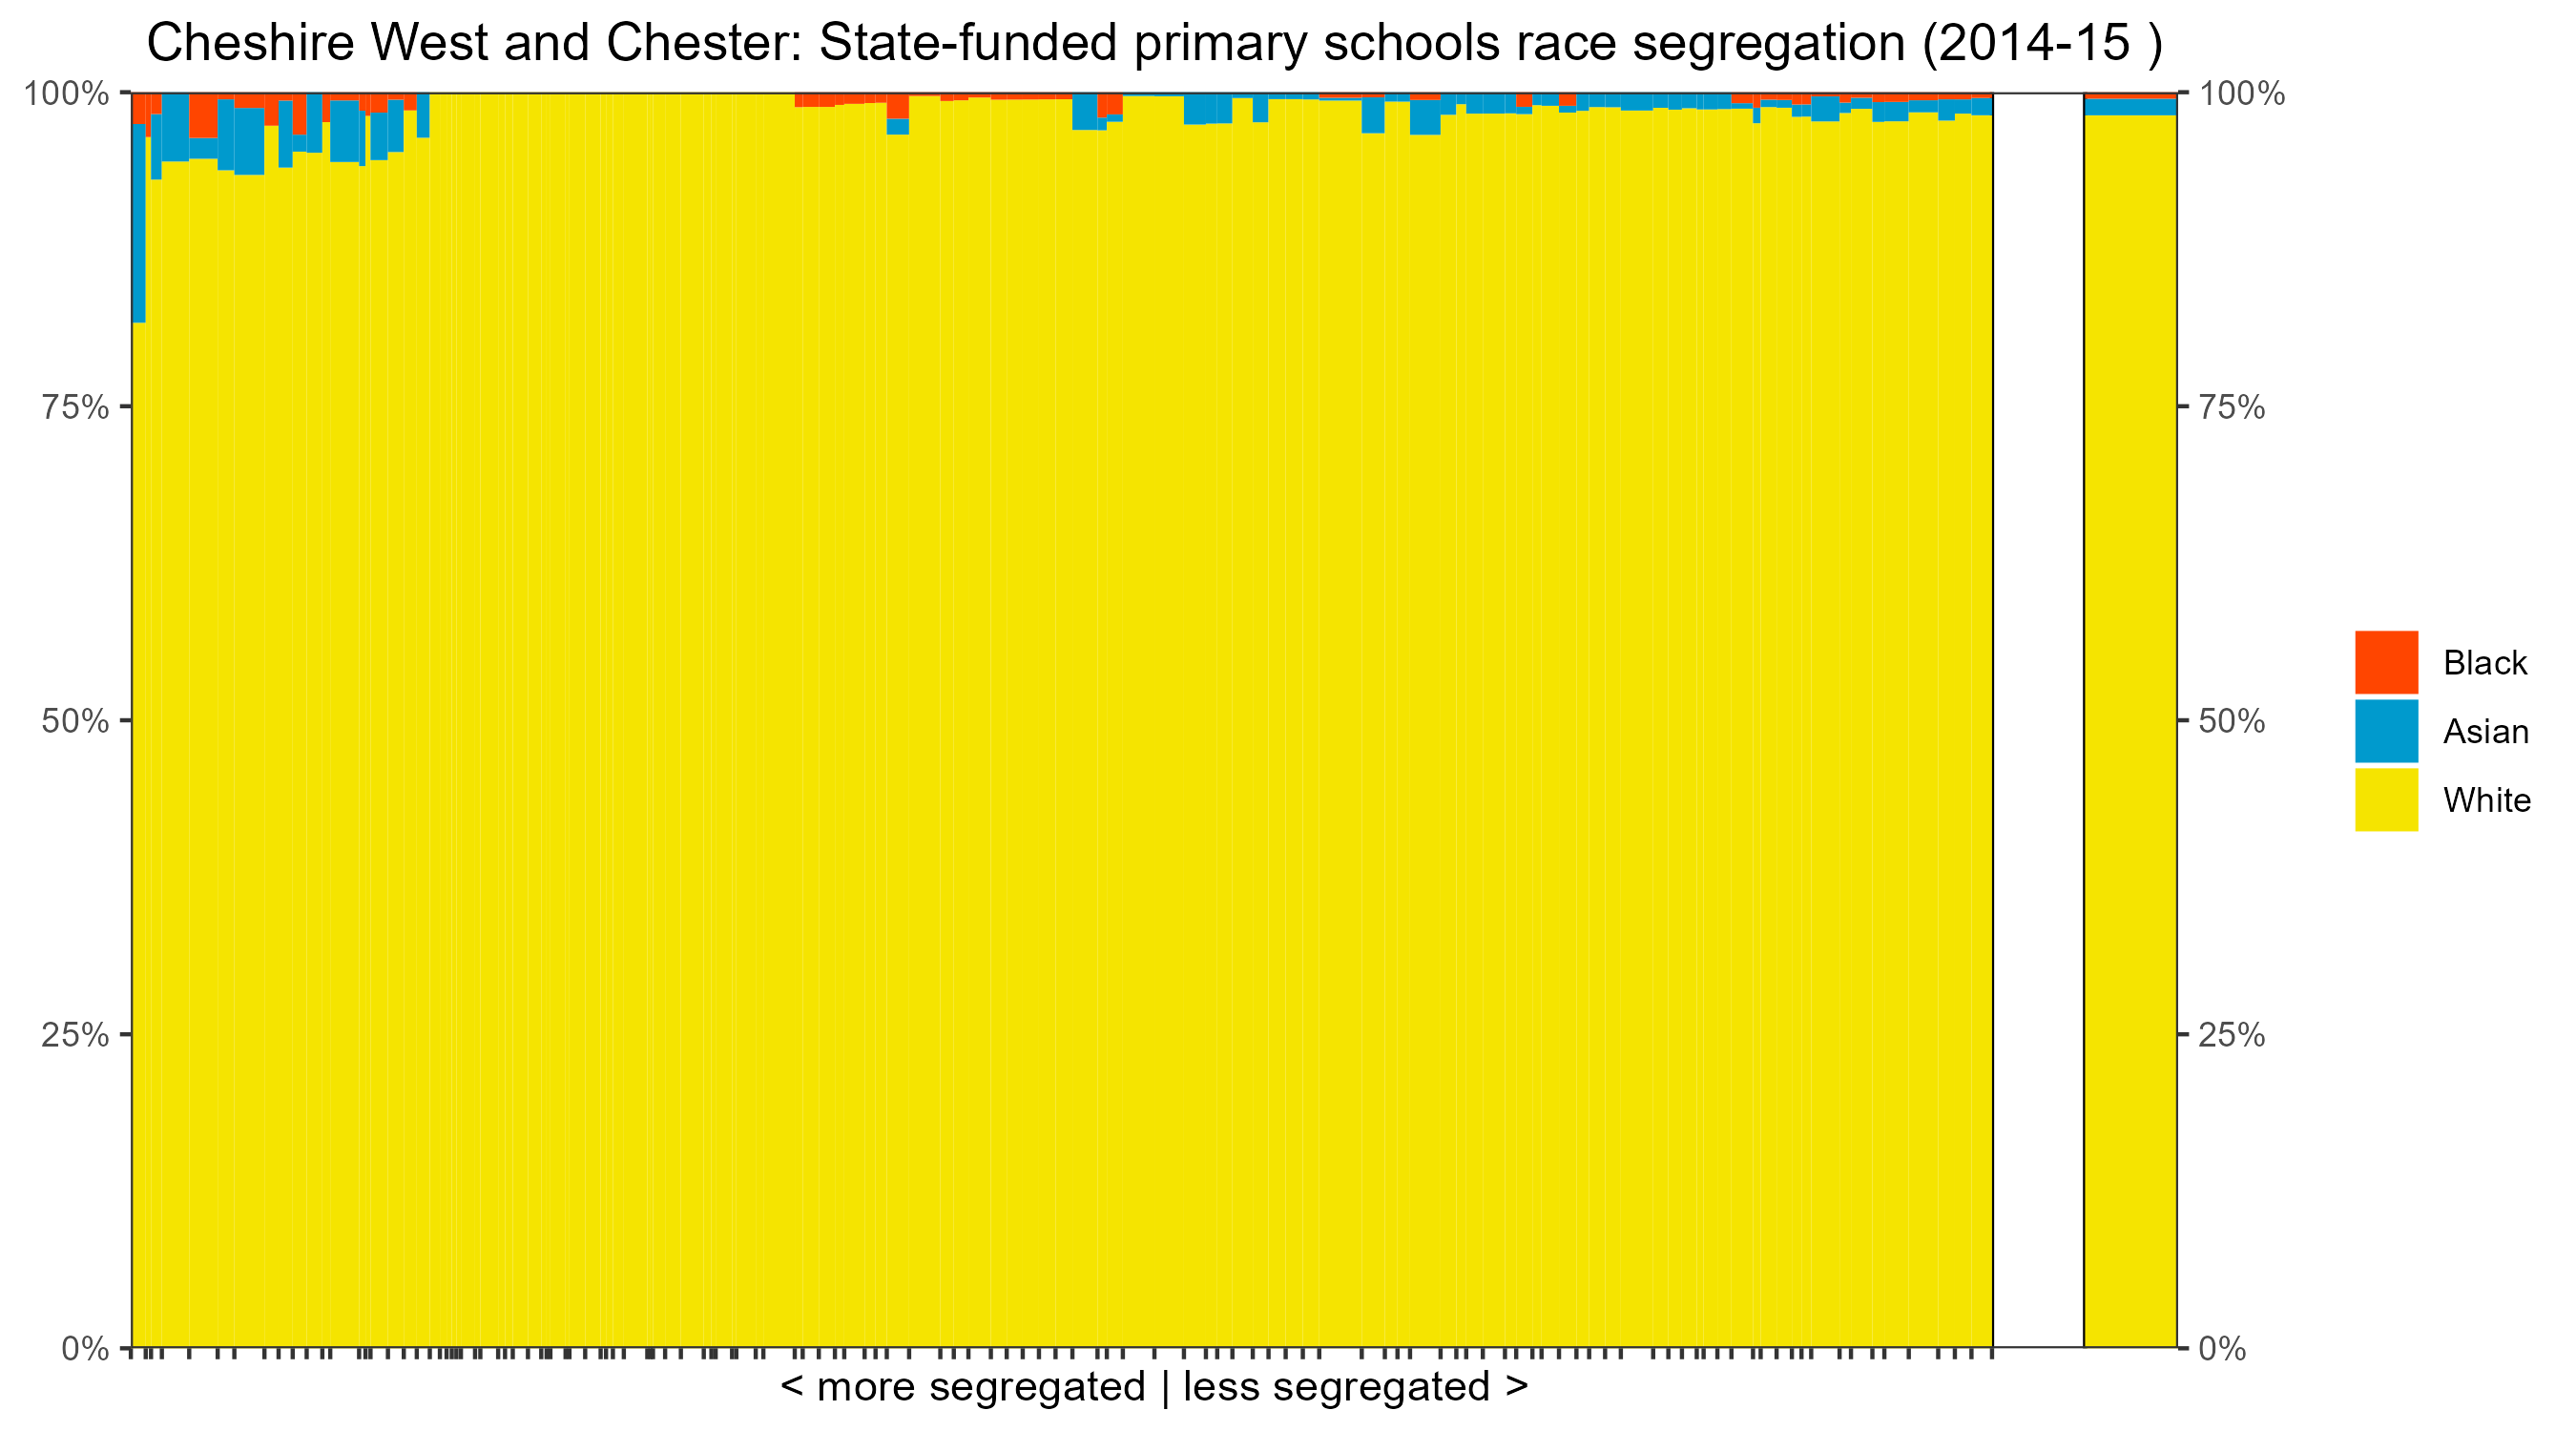 Cheshire West and Chester: State-funded primary schools race segregation (2014-15 )
100%
75%
50%
25%
0%
100%
75%
50%
25%
0%
Black
Asian
White
< more segregated | less segregated >